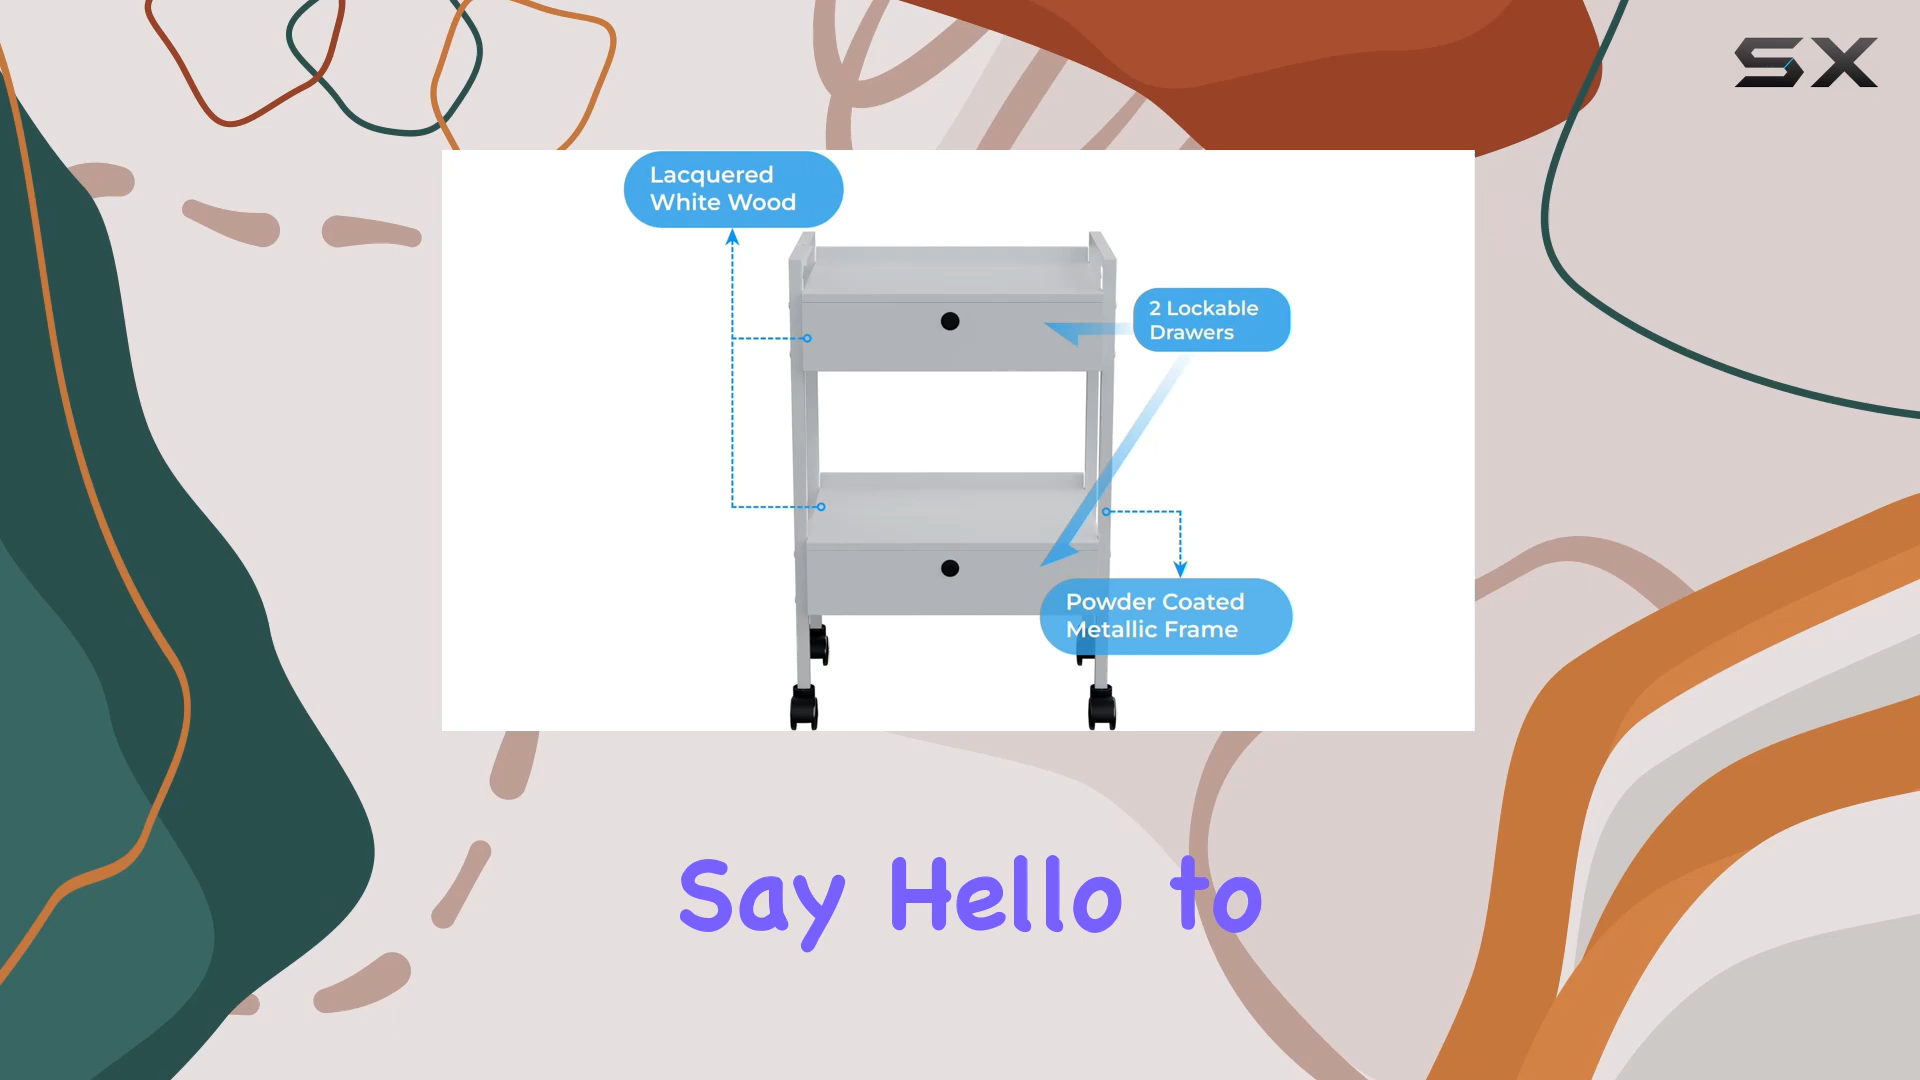 SX
Lacquered
White Wood
2 Lockable
Drawers
Powder Coated
Metallic Frame
Say Hello to